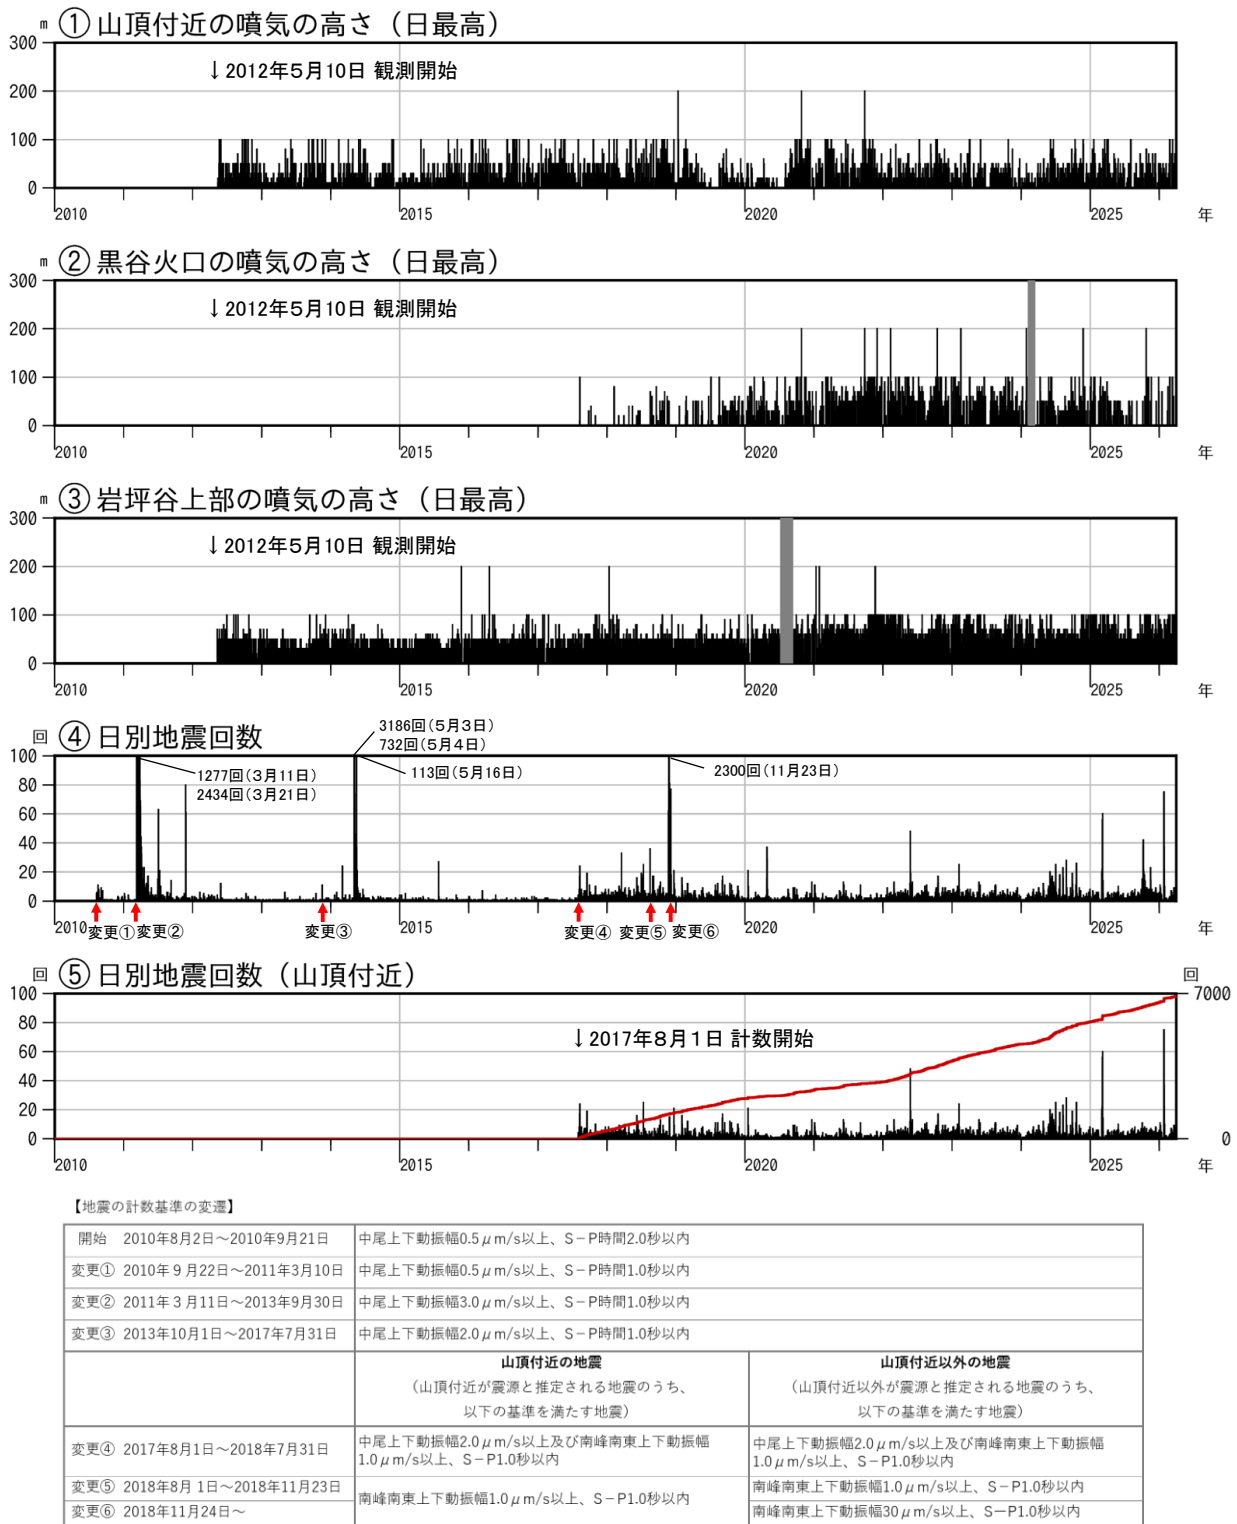 m ①山頂付近の噴気の高さ（日最高）
300
↓2012年5月10日 観測開始
200
100
0
2010 2015 2020 2025 年
m ②黒谷火口の噴気の高さ（日最高）
300
↓2012年5月10日 観測開始
200
100
0
2010 2015 2020 2025 年
m ③岩坪谷上部の噴気の高さ（日最高）
300
↓2012年5月10日 観測開始
200
100
0
2010 2015 2020 2025 年
回 ④日別地震回数
3186回(5月3日)
732回(5月4日)
100
1277回(3月11日)
113回(5月16日)
2300回(11月23日)
2434回(3月21日)
80
60
40
20
0
2010 2015 2020 2025 年
変更① 変更② 変更③ 変更④ 変更⑤ 変更⑥
回 ⑤日別地震回数（山頂付近） 回
100 7000
80
↓2017年8月1日 計数開始
60
40
20
0 0
2010 2015 2020 2025 年
【地震の計数基準の変遷】
開始 2010年8月2日～2010年9月21日 中尾上下動振幅0.5μm/s以上、S－P時間2.0秒以内
変更① 2010年9月22日～2011年3月10日 中尾上下動振幅0.5μm/s以上、S－P時間1.0秒以内
変更② 2011年3月11日～2013年9月30日 中尾上下動振幅3.0μm/s以上、S－P時間1.0秒以内
変更③ 2013年10月1日～2017年7月31日 中尾上下動振幅2.0μm/s以上、S－P時間1.0秒以内
山頂付近の地震 山頂付近以外の地震
（山頂付近が震源と推定される地震のうち、 （山頂付近以外が震源と推定される地震のうち、
以下の基準を満たす地震） 以下の基準を満たす地震）
変更④ 2017年8月1日～2018年7月31日
中尾上下動振幅2.0μm/s以上及び南峰南東上下動振幅
1.0μm/s以上、S－P1.0秒以内
中尾上下動振幅2.0μm/s以上及び南峰南東上下動振幅
1.0μm/s以上、S－P1.0秒以内
変更⑤ 2018年8月1日～2018年11月23日
南峰南東上下動振幅1.0μm/s以上、S－P1.0秒以内
南峰南東上下動振幅1.0μm/s以上、S－P1.0秒以内
変更⑥ 2018年11月24日～
南峰南東上下動振幅30μm/s以上、S－P1.0秒以内